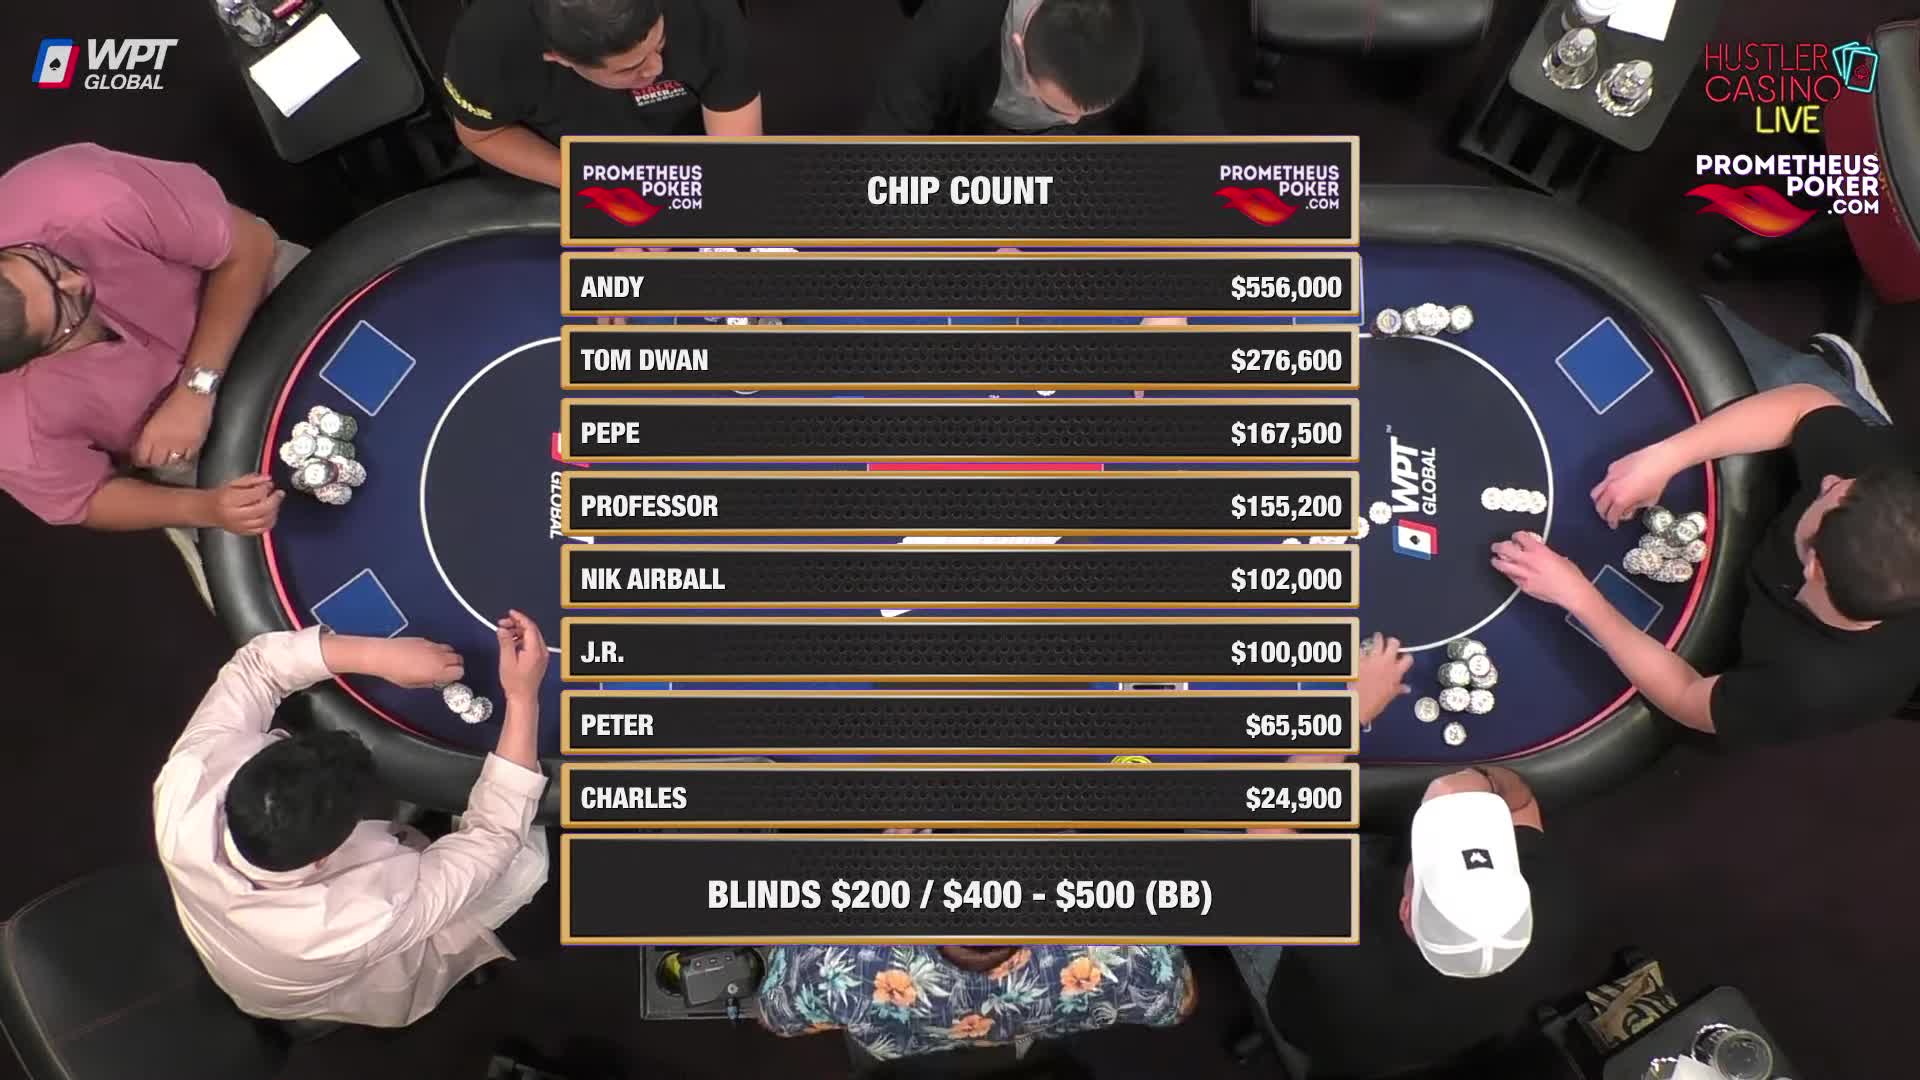 WPT
GLOBAL
HUSTLER
CASINO
LIVE
PROMETHEUS
POKER
.COM
PROMETHEUS
POKER
.COM
CHIP COUNT
PROMETHEUS
POKER
.COM
ANDY $556,000
TOM DWAN $276,600
PEPE $167,500
PROFESSOR $155,200
NIK AIRBALL $102,000
J.R. $100,000
PETER $65,500
CHARLES $24,900
BLINDS $200 / $400 - $500 (BB)
WPT
GLOBAL